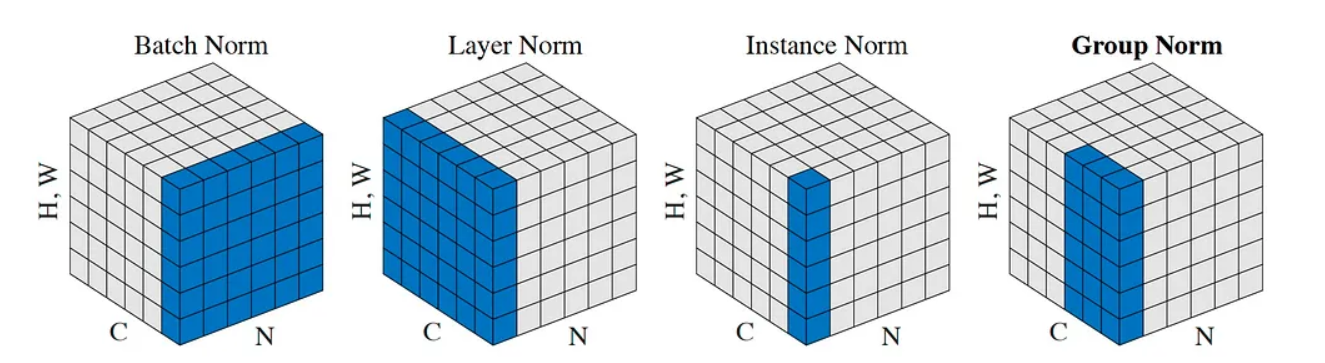 Batch Norm
Layer Norm
Instance Norm
Group Norm
H, W
C
N
H, W
C
N
H, W
C
N
H, W
C
N